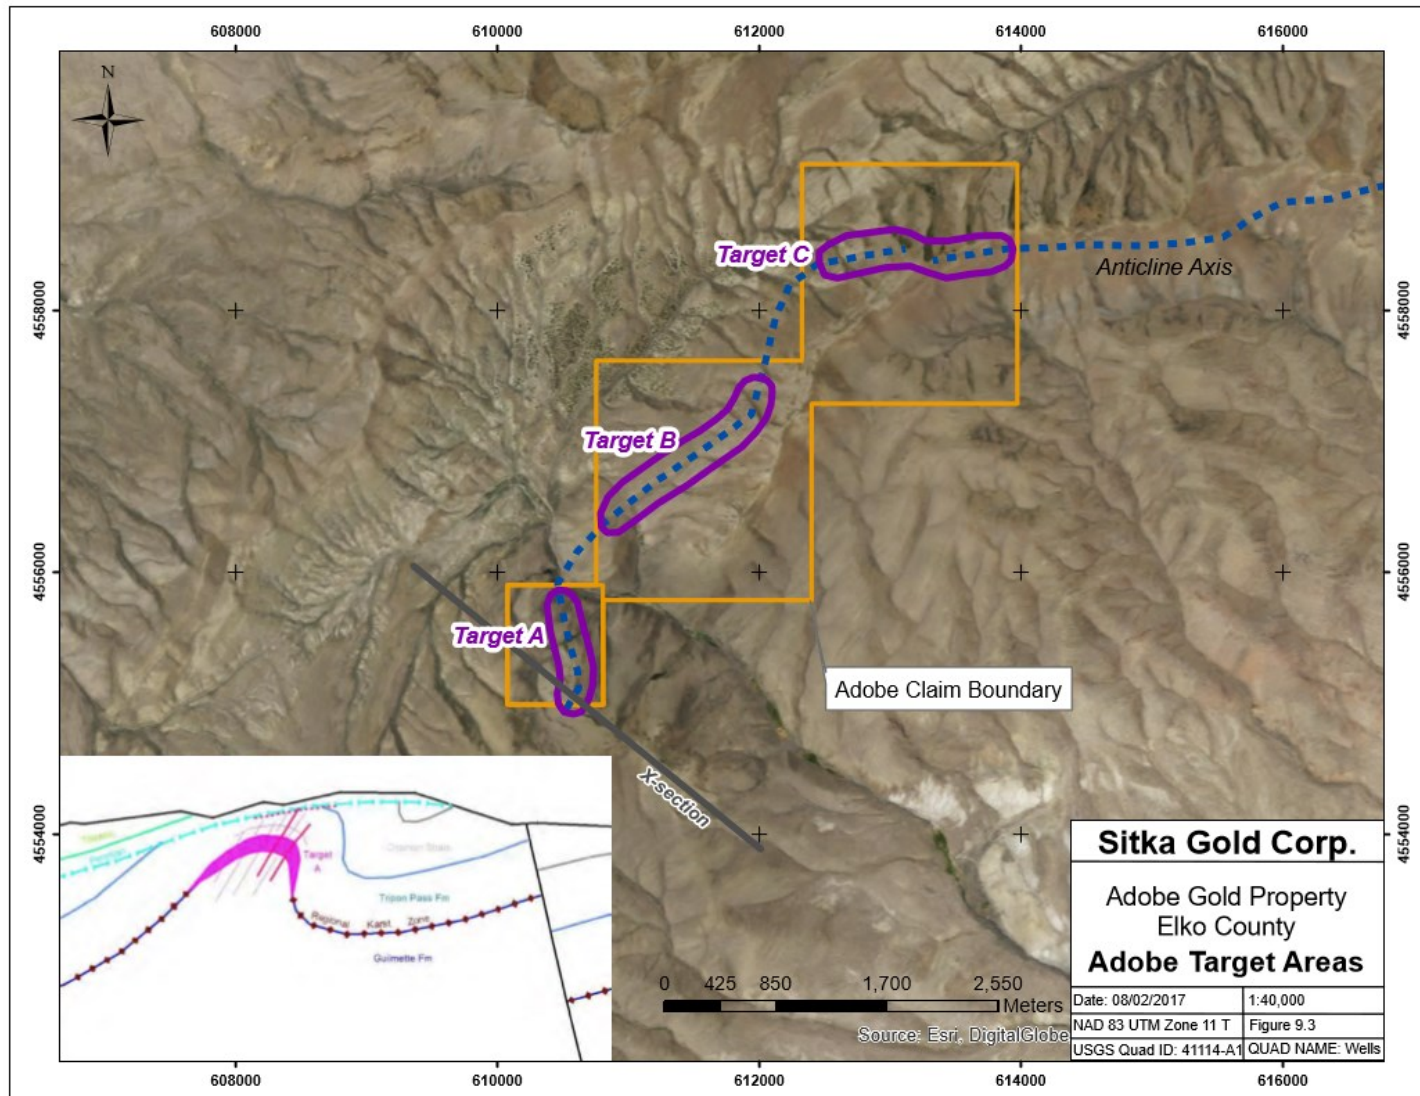 608000 610000 612000 614000 616000
N
Target C
Anticline Axis
4558000
4558000
Target B
4556000
4556000
Target A
Adobe Claim Boundary
X-section
4554000
4554000
Target
A
Tripon Pass Fm
Regional Karst Zone
Guilmette Fm
0 425 850 1,700 2,550
Meters
Source: Esri, DigitalGlobe
Sitka Gold Corp.
Adobe Gold Property
Elko County
Adobe Target Areas
Date: 08/02/2017 1:40,000
NAD 83 UTM Zone 11 T Figure 9.3
USGS Quad ID: 41114-A1 QUAD NAME: Wells
608000 610000 612000 614000 616000